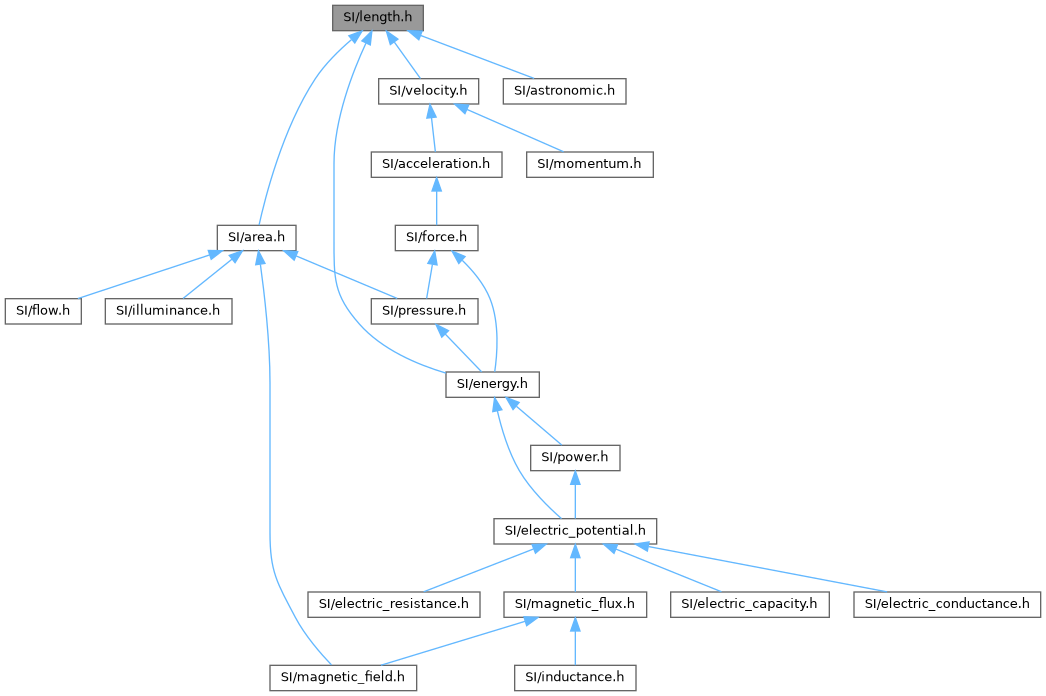 SI/length.h
SI/velocity.h
SI/astronomic.h
SI/acceleration.h
SI/momentum.h
SI/area.h
SI/force.h
SI/flow.h
SI/illuminance.h
SI/pressure.h
SI/energy.h
SI/power.h
SI/electric_potential.h
SI/electric_resistance.h
SI/magnetic_flux.h
SI/electric_capacity.h
SI/electric_conductance.h
SI/magnetic_field.h
SI/inductance.h